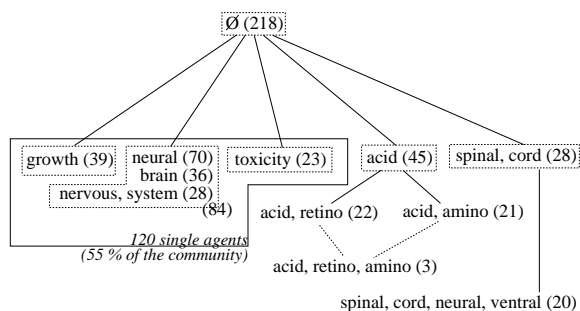 Ø (218)
growth (39) neural (70) toxicity (23) acid (45) spinal, cord (28)
brain (36)
nervous, system (28)
(84)
acid, retino (22) acid, amino (21)
120 single agents
(55 % of the community)
acid, retino, amino (3)
spinal, cord, neural, ventral (20)